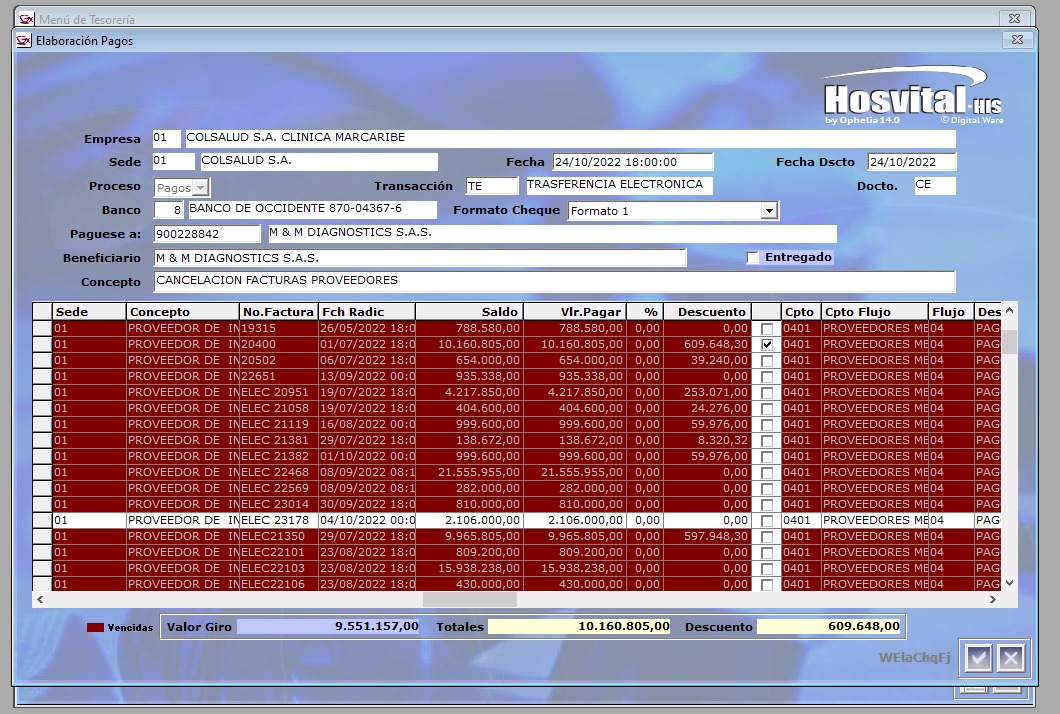 Menú de Tesorería
Elaboración Pagos
Hosvital-HIS
by Ophelia 14.0 © Digital Ware
Empresa 01 COLSALUD S.A. CLINICA MARCARIBE
Sede 01 COLSALUD S.A. Fecha 24/10/2022 18:00:00 Fecha Dscto 24/10/2022
Proceso Pagos Transacción TE TRASFERENCIA ELECTRONICA Docto. CE
Banco 8 BANCO DE OCCIDENTE 870-04367-6 Formato Cheque Formato 1
Paguese a: 900228842 M & M DIAGNOSTICS S.A.S.
Beneficiario M & M DIAGNOSTICS S.A.S. Entregado
Concepto CANCELACION FACTURAS PROVEEDORES
Sede Concepto No.Factura Fch Radic Saldo Vlr.Pagar % Descuento Cpto Cpto Flujo Flujo Des
01 PROVEEDOR DE IN 19315 26/05/2022 18:0 788.580,00 788.580,00 0,00 0,00 0401 PROVEEDORES ME 04 PAG
01 PROVEEDOR DE IN 20400 01/07/2022 18:0 10.160.805,00 10.160.805,00 0,00 609.648,30 0401 PROVEEDORES ME 04 PAG
01 PROVEEDOR DE IN 20502 06/07/2022 18:0 654.000,00 654.000,00 0,00 39.240,00 0401 PROVEEDORES ME 04 PAG
01 PROVEEDOR DE IN 22651 13/09/2022 00:0 935.338,00 935.338,00 0,00 0,00 0401 PROVEEDORES ME 04 PAG
01 PROVEEDOR DE IN ELEC 20951 19/07/2022 18:0 4.217.850,00 4.217.850,00 0,00 253.071,00 0401 PROVEEDORES ME 04 PAG
01 PROVEEDOR DE IN ELEC 21058 19/07/2022 18:0 404.600,00 404.600,00 0,00 24.276,00 0401 PROVEEDORES ME 04 PAG
01 PROVEEDOR DE IN ELEC 21119 16/08/2022 00:0 999.600,00 999.600,00 0,00 59.976,00 0401 PROVEEDORES ME 04 PAG
01 PROVEEDOR DE IN ELEC 21381 29/07/2022 18:0 138.672,00 138.672,00 0,00 8.320,32 0401 PROVEEDORES ME 04 PAG
01 PROVEEDOR DE IN ELEC 21382 01/10/2022 00:0 999.600,00 999.600,00 0,00 59.976,00 0401 PROVEEDORES ME 04 PAG
01 PROVEEDOR DE IN ELEC 22468 08/09/2022 08:1 21.555.955,00 21.555.955,00 0,00 0,00 0401 PROVEEDORES ME 04 PAG
01 PROVEEDOR DE IN ELEC 22569 08/09/2022 08:1 282.000,00 282.000,00 0,00 0,00 0401 PROVEEDORES ME 04 PAG
01 PROVEEDOR DE IN ELEC 23014 30/09/2022 18:0 810.000,00 810.000,00 0,00 0,00 0401 PROVEEDORES ME 04 PAG
01 PROVEEDOR DE IN ELEC 23178 04/10/2022 00:0 2.106.000,00 2.106.000,00 0,00 0,00 0401 PROVEEDORES ME 04 PAG
01 PROVEEDOR DE IN ELEC21350 29/07/2022 18:0 9.965.805,00 9.965.805,00 0,00 597.948,30 0401 PROVEEDORES ME 04 PAG
01 PROVEEDOR DE IN ELEC22101 23/08/2022 18:0 809.200,00 809.200,00 0,00 0,00 0401 PROVEEDORES ME 04 PAG
01 PROVEEDOR DE IN ELEC22103 23/08/2022 18:0 15.938.238,00 15.938.238,00 0,00 0,00 0401 PROVEEDORES ME 04 PAG
01 PROVEEDOR DE IN ELEC22106 23/08/2022 18:0 430.000,00 430.000,00 0,00 0,00 0401 PROVEEDORES ME 04 PAG
Vencidas Valor Giro 9.551.157,00 Totales 10.160.805,00 Descuento 609.648,00
WElaChqFj